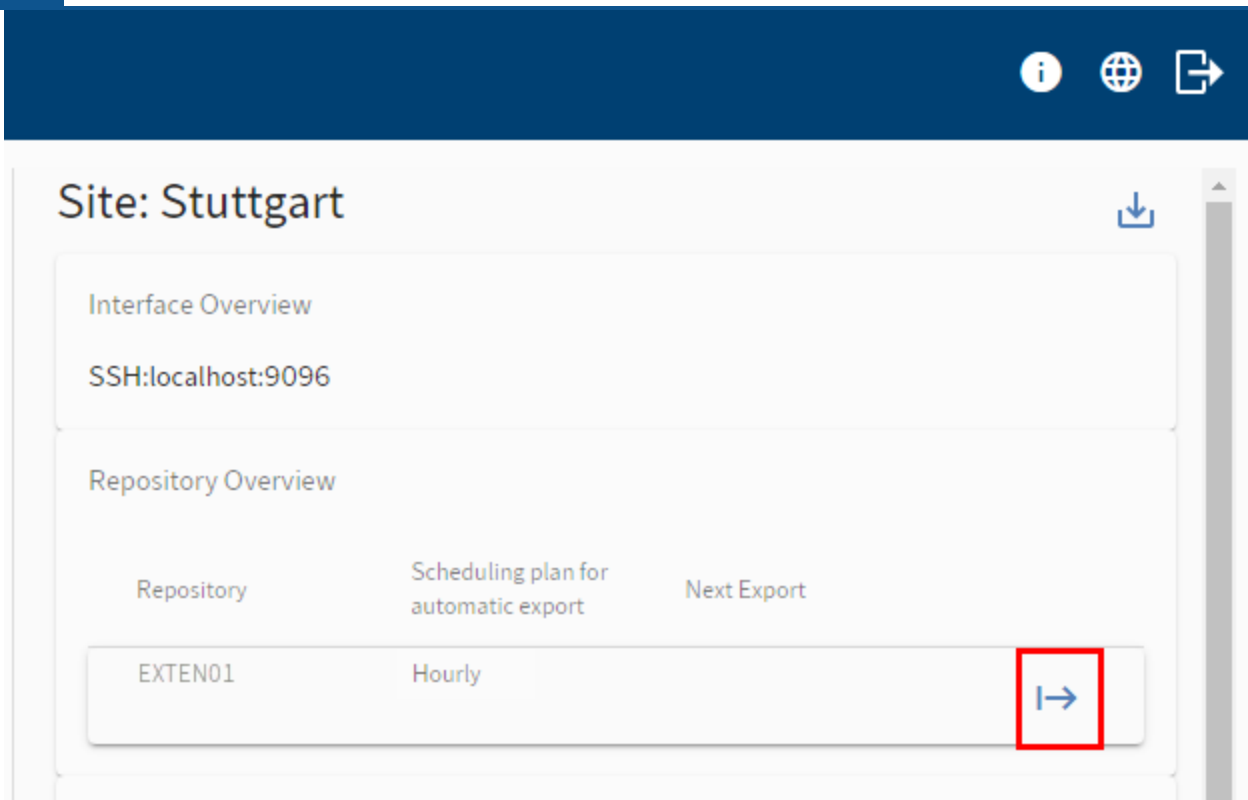 Site: Stuttgart
Interface Overview
SSH:localhost:9096
Repository Overview
Repository
Scheduling plan for
automatic export
Next Export
EXTEN01
Hourly